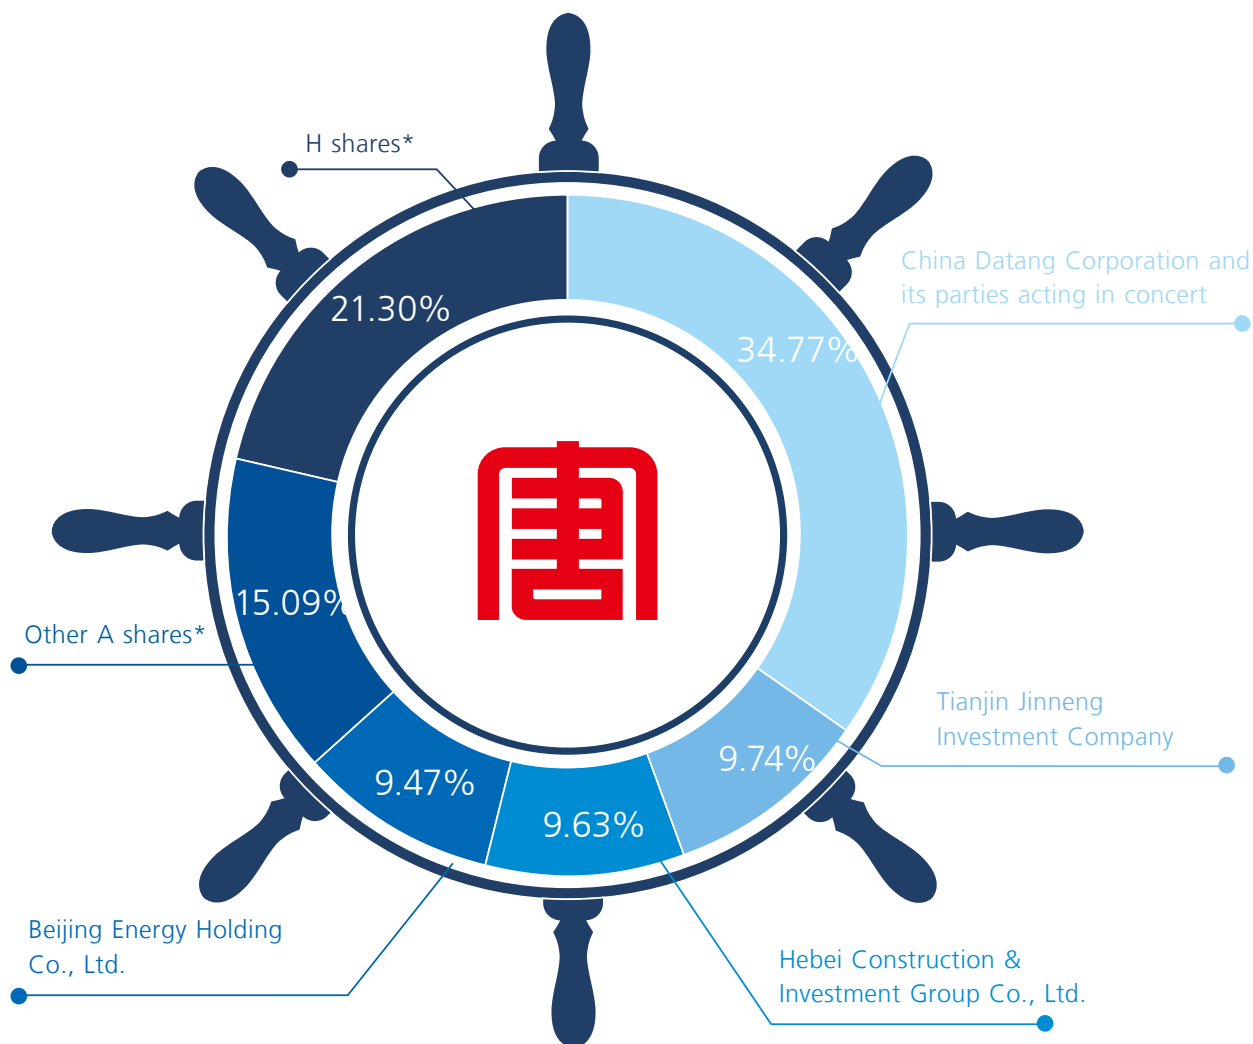 H shares*
21.30%
China Datang Corporation and
its parties acting in concert
34.77%
唐
15.09%
Other A shares*
Tianjin Jinneng
Investment Company
9.74%
9.47%
9.63%
Beijing Energy Holding
Co., Ltd.
Hebei Construction &
Investment Group Co., Ltd.